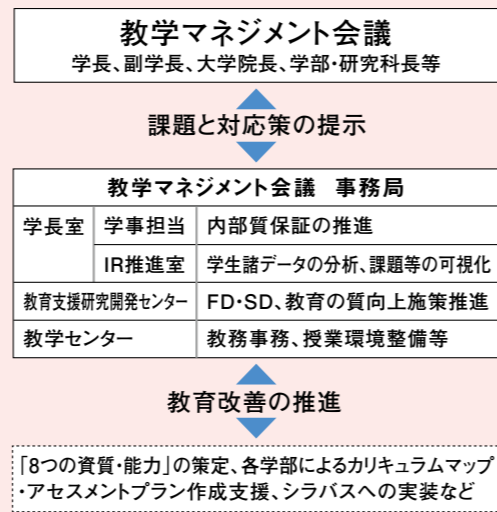 教学マネジメント会議
学長、副学長、大学院長、学部・研究科長等
課題と対応策の提示
教学マネジメント会議 事務局
学長室 学事担当 内部質保証の推進
IR推進室 学生諸データの分析、課題等の可視化
教育支援研究開発センター FD・SD、教育の質向上施策推進
教学センター 教務事務、授業環境整備等
教育改善の推進
「8つの資質・能力」の策定、各学部によるカリキュラムマップ
・アセスメントプラン作成支援、シラバスへの実装など